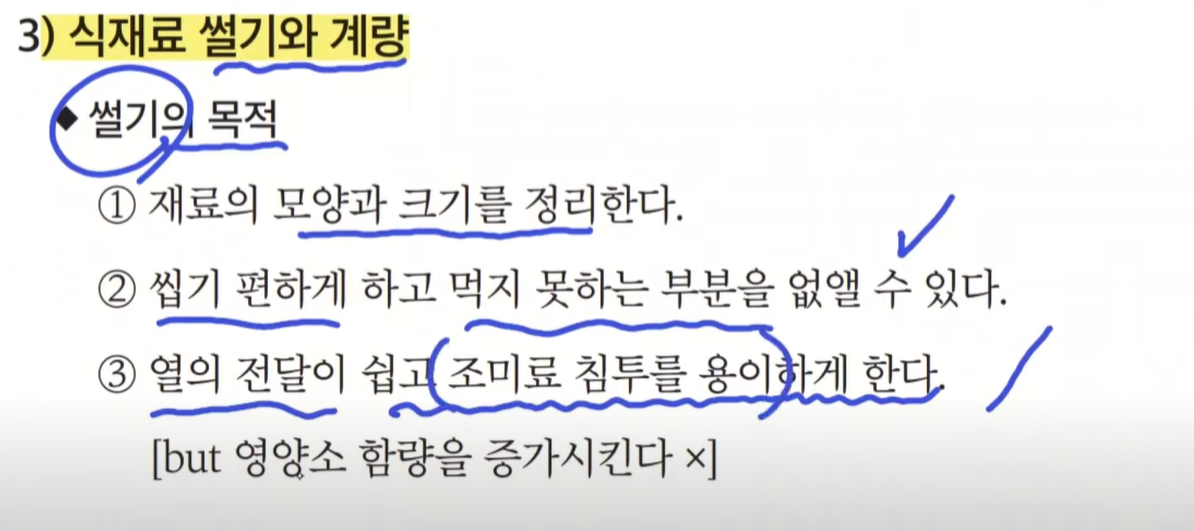 3) 식재료 썰기와 계량
◆ 썰기의 목적
① 재료의 모양과 크기를 정리한다.
② 씹기 편하게 하고 먹지 못하는 부분을 없앨 수 있다.
③ 열의 전달이 쉽고 조미료 침투를 용이하게 한다.
[but 영양소 함량을 증가시킨다 ×]